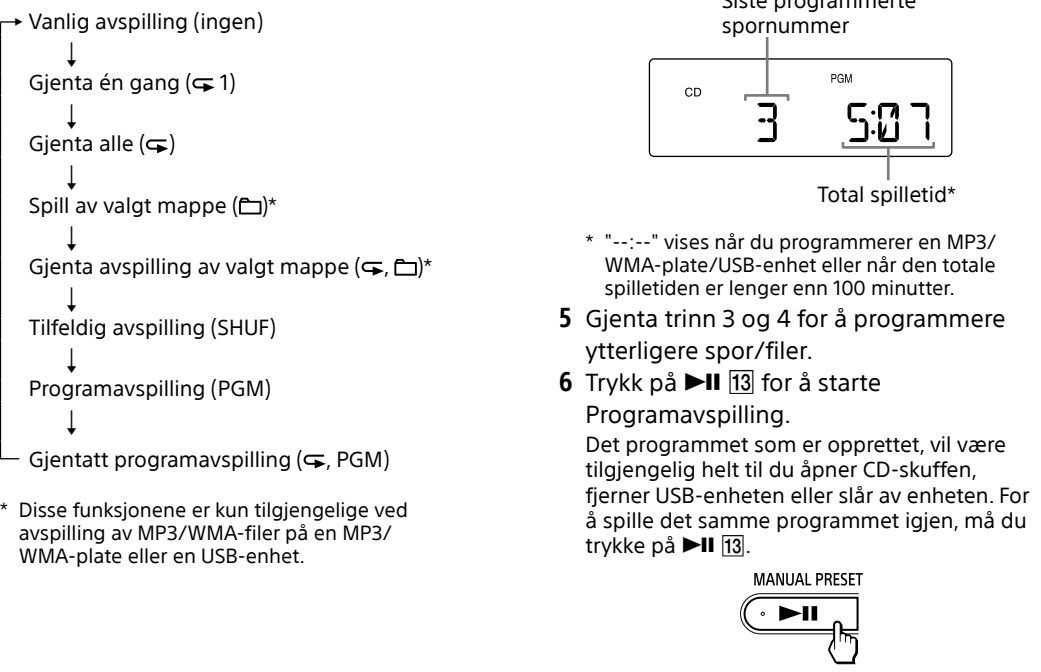 Vanlig avspilling (ingen)
Gjenta én gang (1)
Gjenta alle ()
Spill av valgt mappe ()*
Gjenta avspilling av valgt mappe (, )*
Tilfeldig avspilling (SHUF)
Programavspilling (PGM)
Gjentatt programavspilling (, PGM)
* Disse funksjonene er kun tilgjengelige ved
avspilling av MP3/WMA-filer på en MP3/
WMA-plate eller en USB-enhet.
Siste programmerte
spornummer
CD PGM
3 5:07
Total spilletid*
* "--:--" vises når du programmerer en MP3/
WMA-plate/USB-enhet eller når den totale
spilletiden er lenger enn 100 minutter.
5 Gjenta trinn 3 og 4 for å programmere
ytterligere spor/filer.
6 Trykk på ►II 13 for å starte
Programavspilling.
Det programmet som er opprettet, vil være
tilgjengelig helt til du åpner CD-skuffen,
fjerner USB-enheten eller slår av enheten. For
å spille det samme programmet igjen, må du
trykke på ►II 13.
MANUAL PRESET
►II